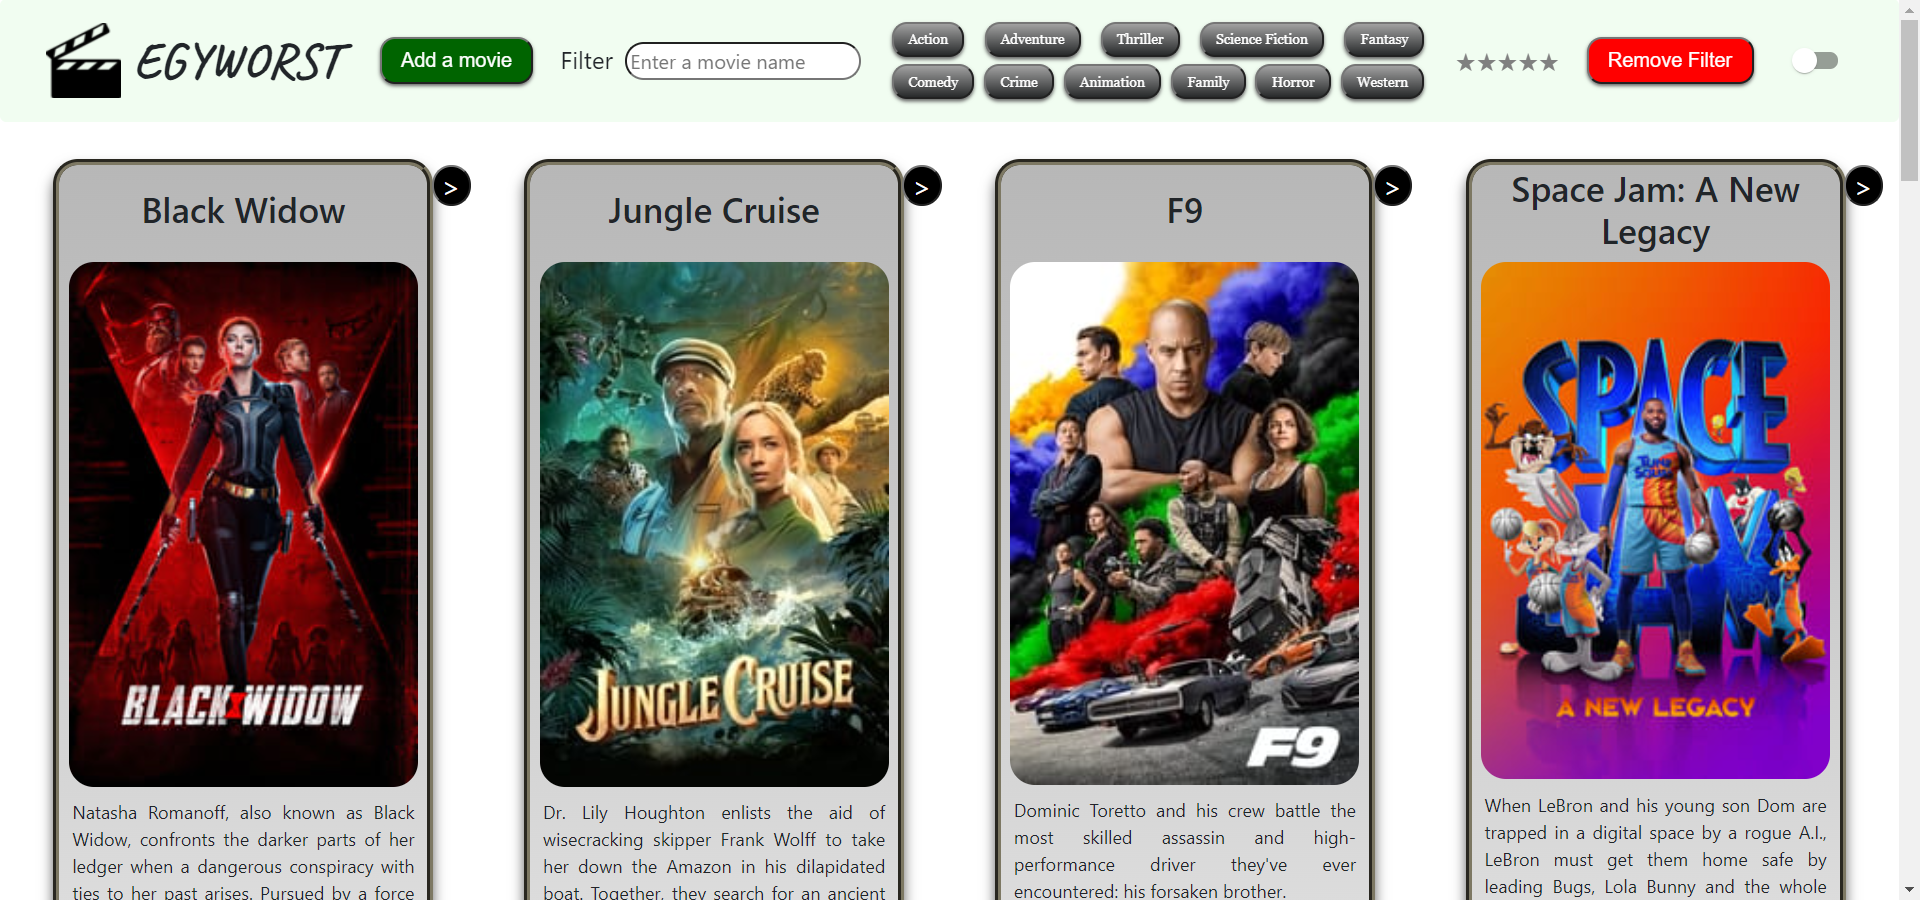 EGYWORST
Add a movie
Filter
Enter a movie name
Action
Adventure
Thriller
Science Fiction
Fantasy
Comedy
Crime
Animation
Family
Horror
Western
★★★★★
Remove Filter
Black Widow
>
BLACK WIDOW
Natasha Romanoff, also known as Black
Widow, confronts the darker parts of her
ledger when a dangerous conspiracy with
ties to her past arises. Pursued by a force
Jungle Cruise
>
JUNGLE CRUISE
Dr. Lily Houghton enlists the aid of
wisecracking skipper Frank Wolff to take
her down the Amazon in his dilapidated
boat. Together, they search for an ancient
F9
>
F9
Dominic Toretto and his crew battle the
most skilled assassin and high-
performance driver they've ever
encountered: his forsaken brother.
Space Jam: A New
Legacy
>
SPACE
JAM
TUNE
SQUAD
A NEW LEGACY
When LeBron and his young son Dom are
trapped in a digital space by a rogue A.I.,
LeBron must get them home safe by
leading Bugs, Lola Bunny and the whole